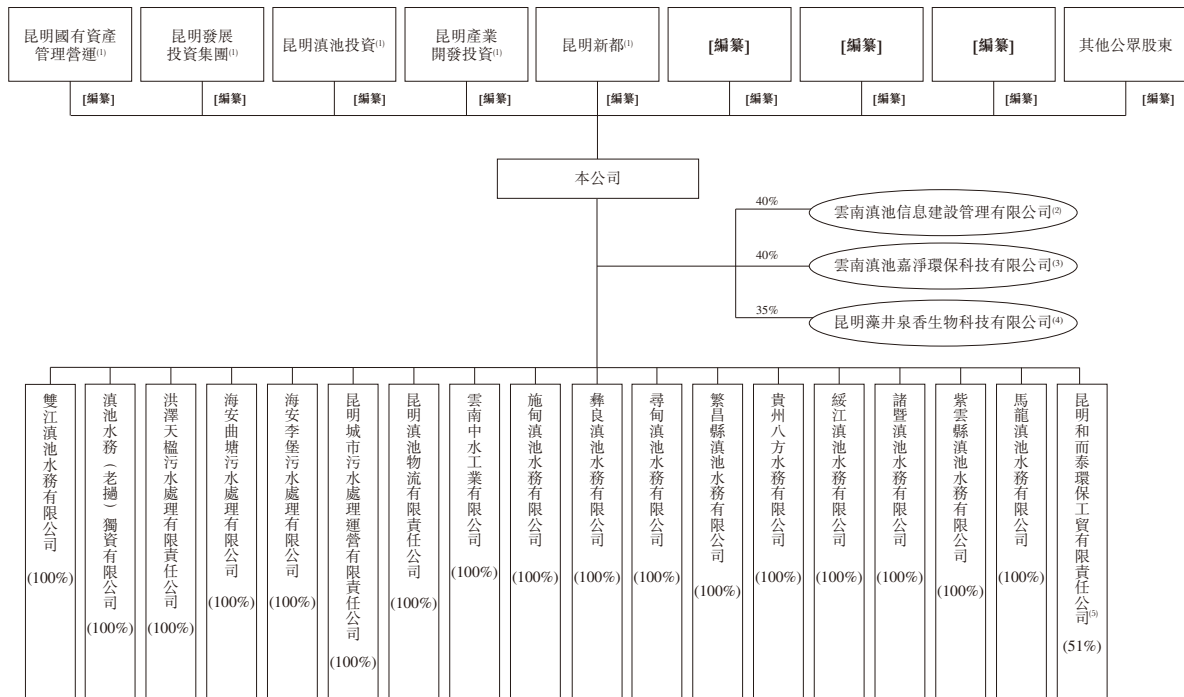 昆明國有資產
管理營運(1)
昆明發展
投資集團(1)
昆明滇池投資(1)
昆明產業
開發投資(1)
昆明新都(1)
[編纂]
[編纂]
[編纂]
其他公眾股東
[編纂]
[編纂]
[編纂]
[編纂]
[編纂]
[編纂]
[編纂]
[編纂]
[編纂]
本公司
40%
雲南滇池信息建設管理有限公司(2)
40%
雲南滇池嘉淨環保科技有限公司(3)
35%
昆明藻井泉香生物科技有限公司(4)
雙江滇池水務有限公司
(100%)
滇池水務（老撾）獨資有限公司
(100%)
洪澤天楹污水處理有限責任公司
(100%)
海安曲塘污水處理有限公司
(100%)
海安李堡污水處理有限公司
(100%)
昆明城市污水處理運營有限責任公司
(100%)
昆明滇池物流有限責任公司
(100%)
雲南中水工業有限公司
(100%)
施甸滇池水務有限公司
(100%)
彝良滇池水務有限公司
(100%)
尋甸滇池水務有限公司
(100%)
繁昌縣滇池水務有限公司
(100%)
貴州八方水務有限公司
(100%)
綏江滇池水務有限公司
(100%)
諸暨滇池水務有限公司
(100%)
紫雲縣滇池水務有限公司
(100%)
馬龍滇池水務有限公司
(100%)
昆明和而泰環保工貿有限責任公司(5)
(51%)